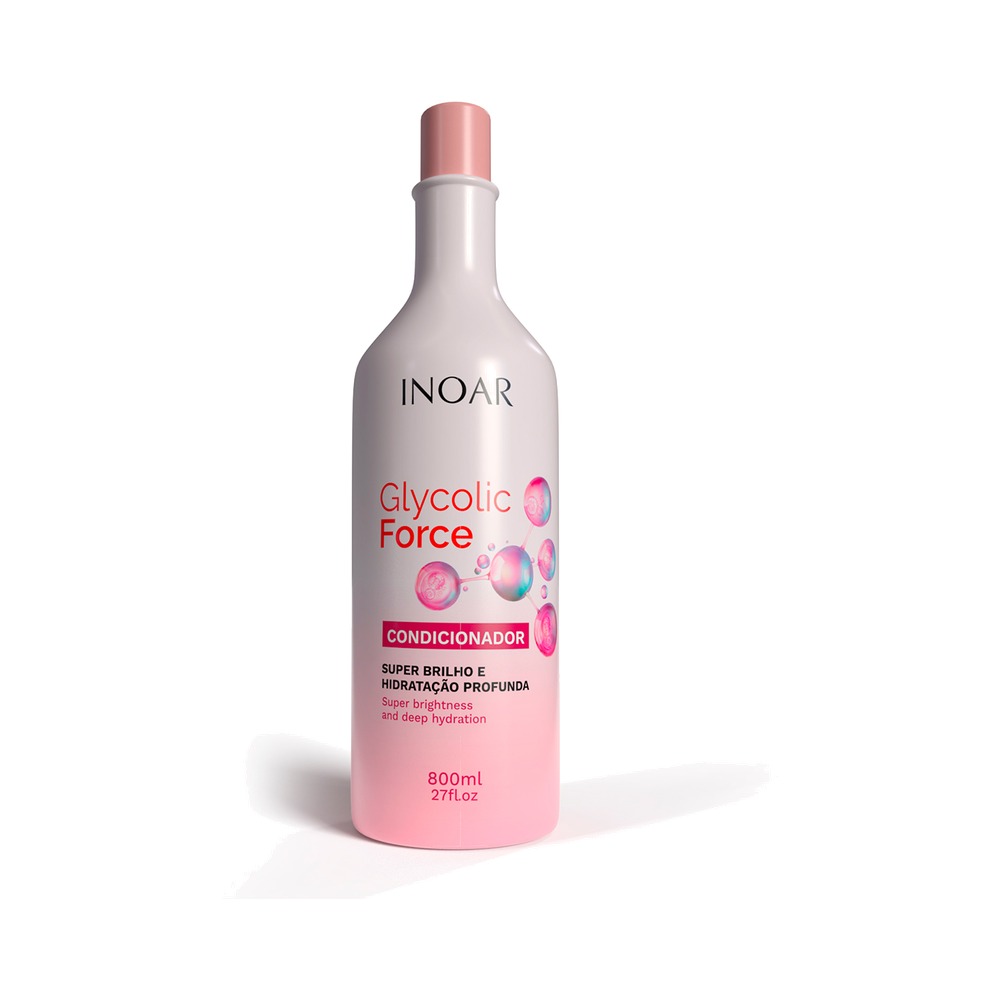 INOAR
Glycolic
Force
CONDICIONADOR
SUPER BRILHO E
HIDRATAÇÃO PROFUNDA
Super brightness
and deep hydration
800ml
27fl.oz